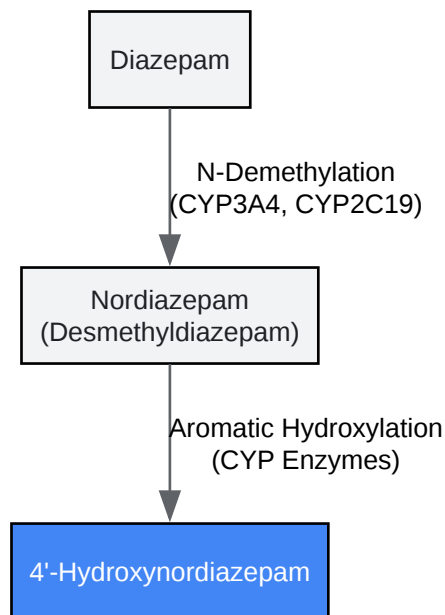 Diazepam
N-Demethylation
(CYP3A4, CYP2C19)
Nordiazepam
(Desmethyldiazepam)
Aromatic Hydroxylation
(CYP Enzymes)
4'-Hydroxynordiazepam